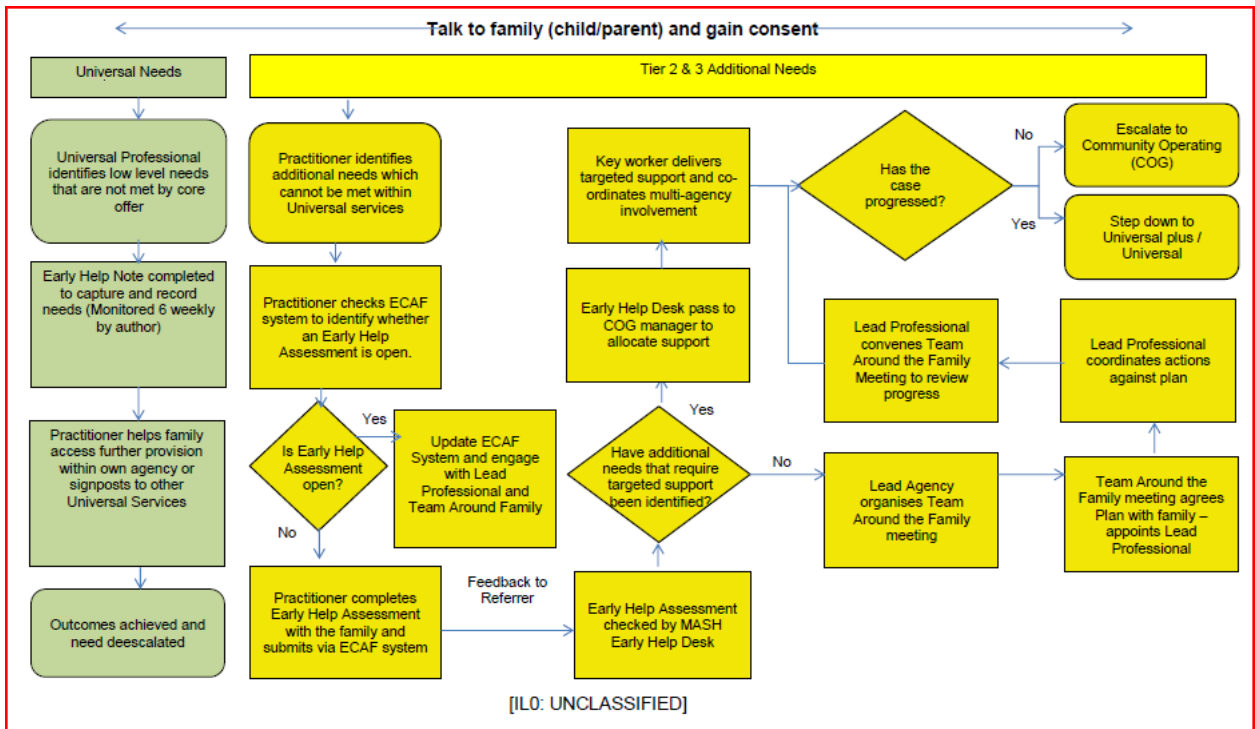 Talk to family (child/parent) and gain consent
Universal Needs
Tier 2 & 3 Additional Needs
Universal Professional
identifies low level needs
that are not met by core
offer
Early Help Note completed
to capture and record
needs (Monitored 6 weekly
by author)
Practitioner helps family
access further provision
within own agency or
signposts to other
Universal Services
Outcomes achieved and
need deescalated
Practitioner identifies
additional needs which
cannot be met within
Universal services
Practitioner checks ECAF
system to identify whether
an Early Help
Assessment is open.
Is Early Help
Assessment
open?
Yes
Update ECAF
System and engage
with Lead
Professional and
Team Around Family
No
Practitioner completes
Early Help Assessment
with the family and
submits via ECAF system
Feedback to
Referrer
Early Help Assessment
checked by MASH
Early Help Desk
Have additional
needs that require
targeted support
been identified?
Yes
Early Help Desk pass to
COG manager to
allocate support
Key worker delivers
targeted support and co-
ordinates multi-agency
involvement
No
Lead Agency
organises Team
Around the Family
meeting
Team Around the
Family meeting agrees
Plan with family –
appoints Lead
Professional
Lead Professional
coordinates actions
against plan
Lead Professional
convenes Team
Around the Family
Meeting to review
progress
Has the
case
progressed?
No
Escalate to
Community Operating
(COG)
Yes
Step down to
Universal plus /
Universal
[IL0: UNCLASSIFIED]